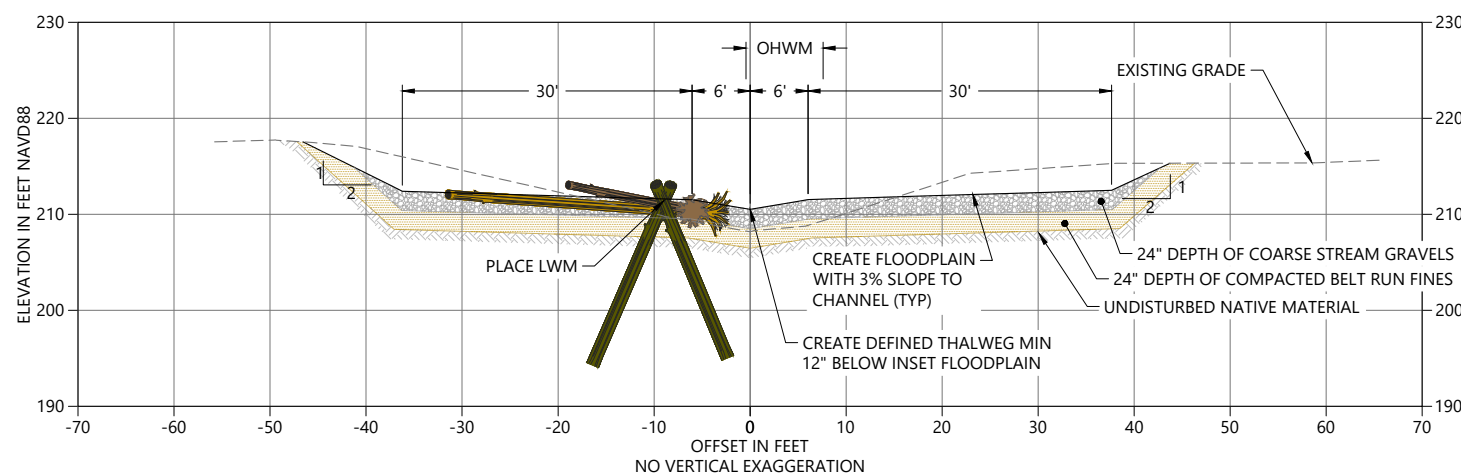 230
220
210
200
190
ELEVATION IN FEET NAVD88
OHWM
30'
6'
6'
30'
EXISTING GRADE
1
2
1
2
PLACE LWM
CREATE FLOODPLAIN
WITH 3% SLOPE TO
CHANNEL (TYP)
CREATE DEFINED THALWEG MIN
12" BELOW INSET FLOODPLAIN
24" DEPTH OF COARSE STREAM GRAVELS
24" DEPTH OF COMPACTED BELT RUN FINES
UNDISTURBED NATIVE MATERIAL
230
220
210
200
190
-70 -60 -50 -40 -30 -20 -10 0 10 20 30 40 50 60 70
OFFSET IN FEET
NO VERTICAL EXAGGERATION